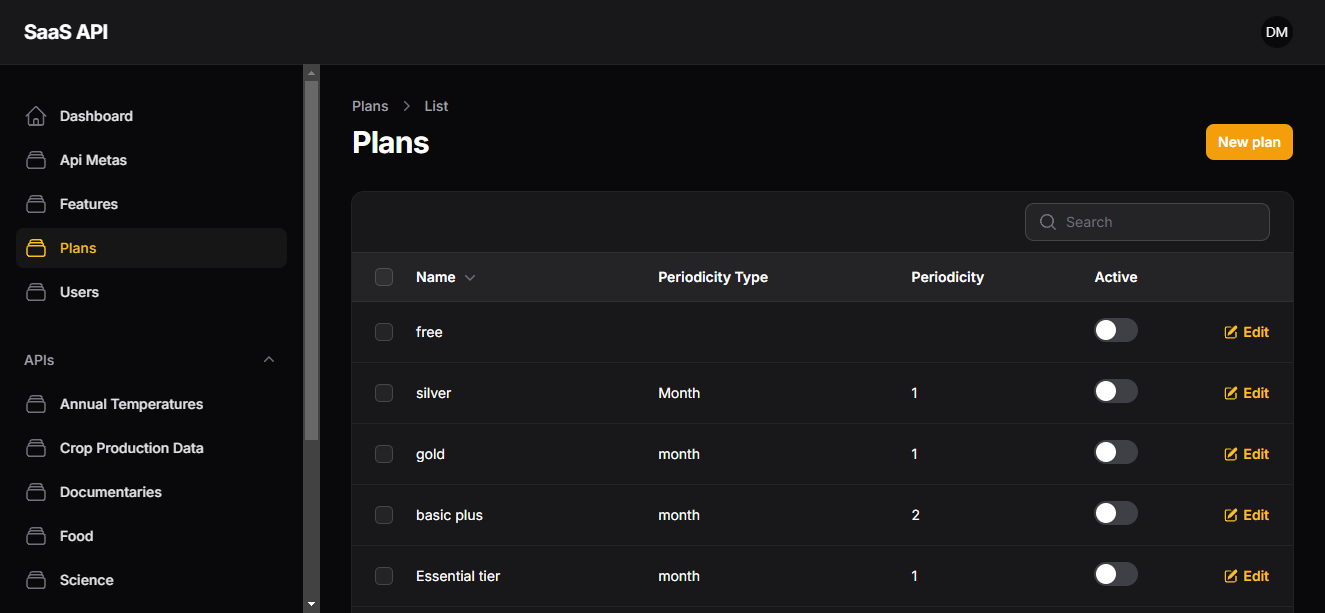 SaaS API
DM
Dashboard
Api Metas
Features
Plans
Users
APIs
Annual Temperatures
Crop Production Data
Documentaries
Food
Science
Plans > List
Plans
New plan
Search
Name Periodicity Type Periodicity Active
free Edit
silver Month 1 Edit
gold month 1 Edit
basic plus month 2 Edit
Essential tier month 1 Edit